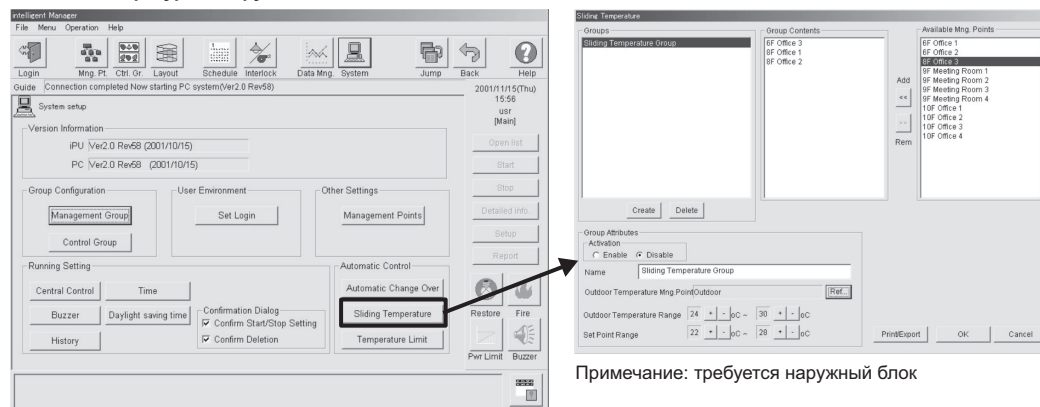 intelligent Manager
File Menu Operation Help
Login Mng. Pt. Ctrl. Gr. Layout Schedule Interlock Data Mng. System Jump Back Help
Guide Connection completed Now starting PC system(Ver2.0 Rev58)
2001/11/15(Thu)
15:56
usr
[Main]
System setup
Version Information
iPU Ver2.0 Rev58 (2001/10/15)
PC Ver2.0 Rev58 (2001/10/15)
Group Configuration
Management Group
Control Group
User Environment
Set Login
Other Settings
Management Points
Running Setting
Central Control
Time
Buzzer
Daylight saving time
History
Confirmation Dialog
Confirm Start/Stop Setting
Confirm Deletion
Automatic Control
Automatic Change Over
Sliding Temperature
Temperature Limit
Open list
Start
Stop
Detailed info.
Setup
Report
Restore Fire
Pwr Limit Buzzer
Sliding Temperature
Groups
Sliding Temperature Group
Create Delete
Group Contents
6F Office 3
8F Office 1
8F Office 2
Add
<<
>>
Rem
Available Mng. Points
6F Office 1
6F Office 2
8F Office 3
9F Meeting Room 1
9F Meeting Room 2
9F Meeting Room 3
9F Meeting Room 4
10F Office 1
10F Office 2
10F Office 3
10F Office 4
Group Attributes
Activation
Enable Disable
Name Sliding Temperature Group
Outdoor Temperature Mng.Point Outdoor Ref...
Outdoor Temperature Range 24 + - oC ~ 30 + - oC
Set Point Range 22 + - oC ~ 28 + - oC
Print/Export OK Cancel
Примечание: требуется наружный блок